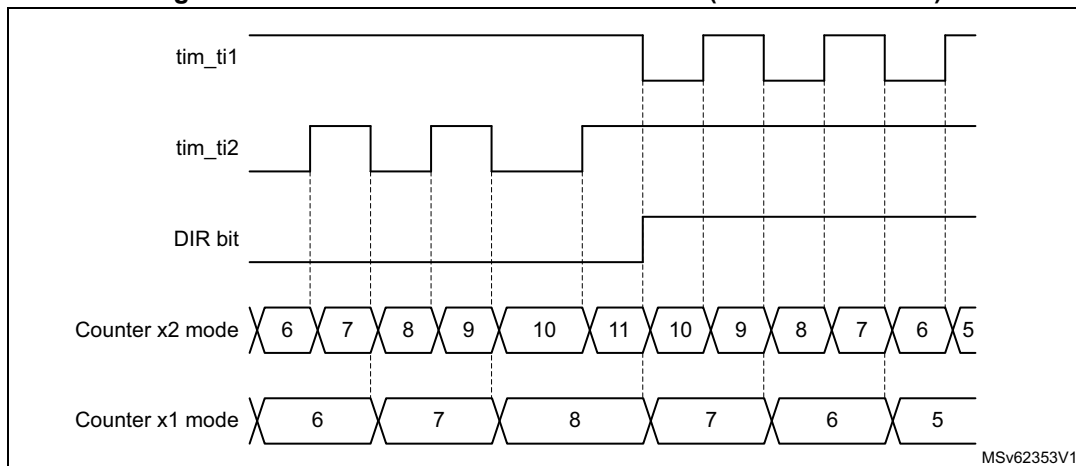 tim_ti1
tim_ti2
DIR bit
Counter x2 mode 6 7 8 9 10 11 10 9 8 7 6 5
Counter x1 mode 6 7 8 7 6 5
MSv62353V1